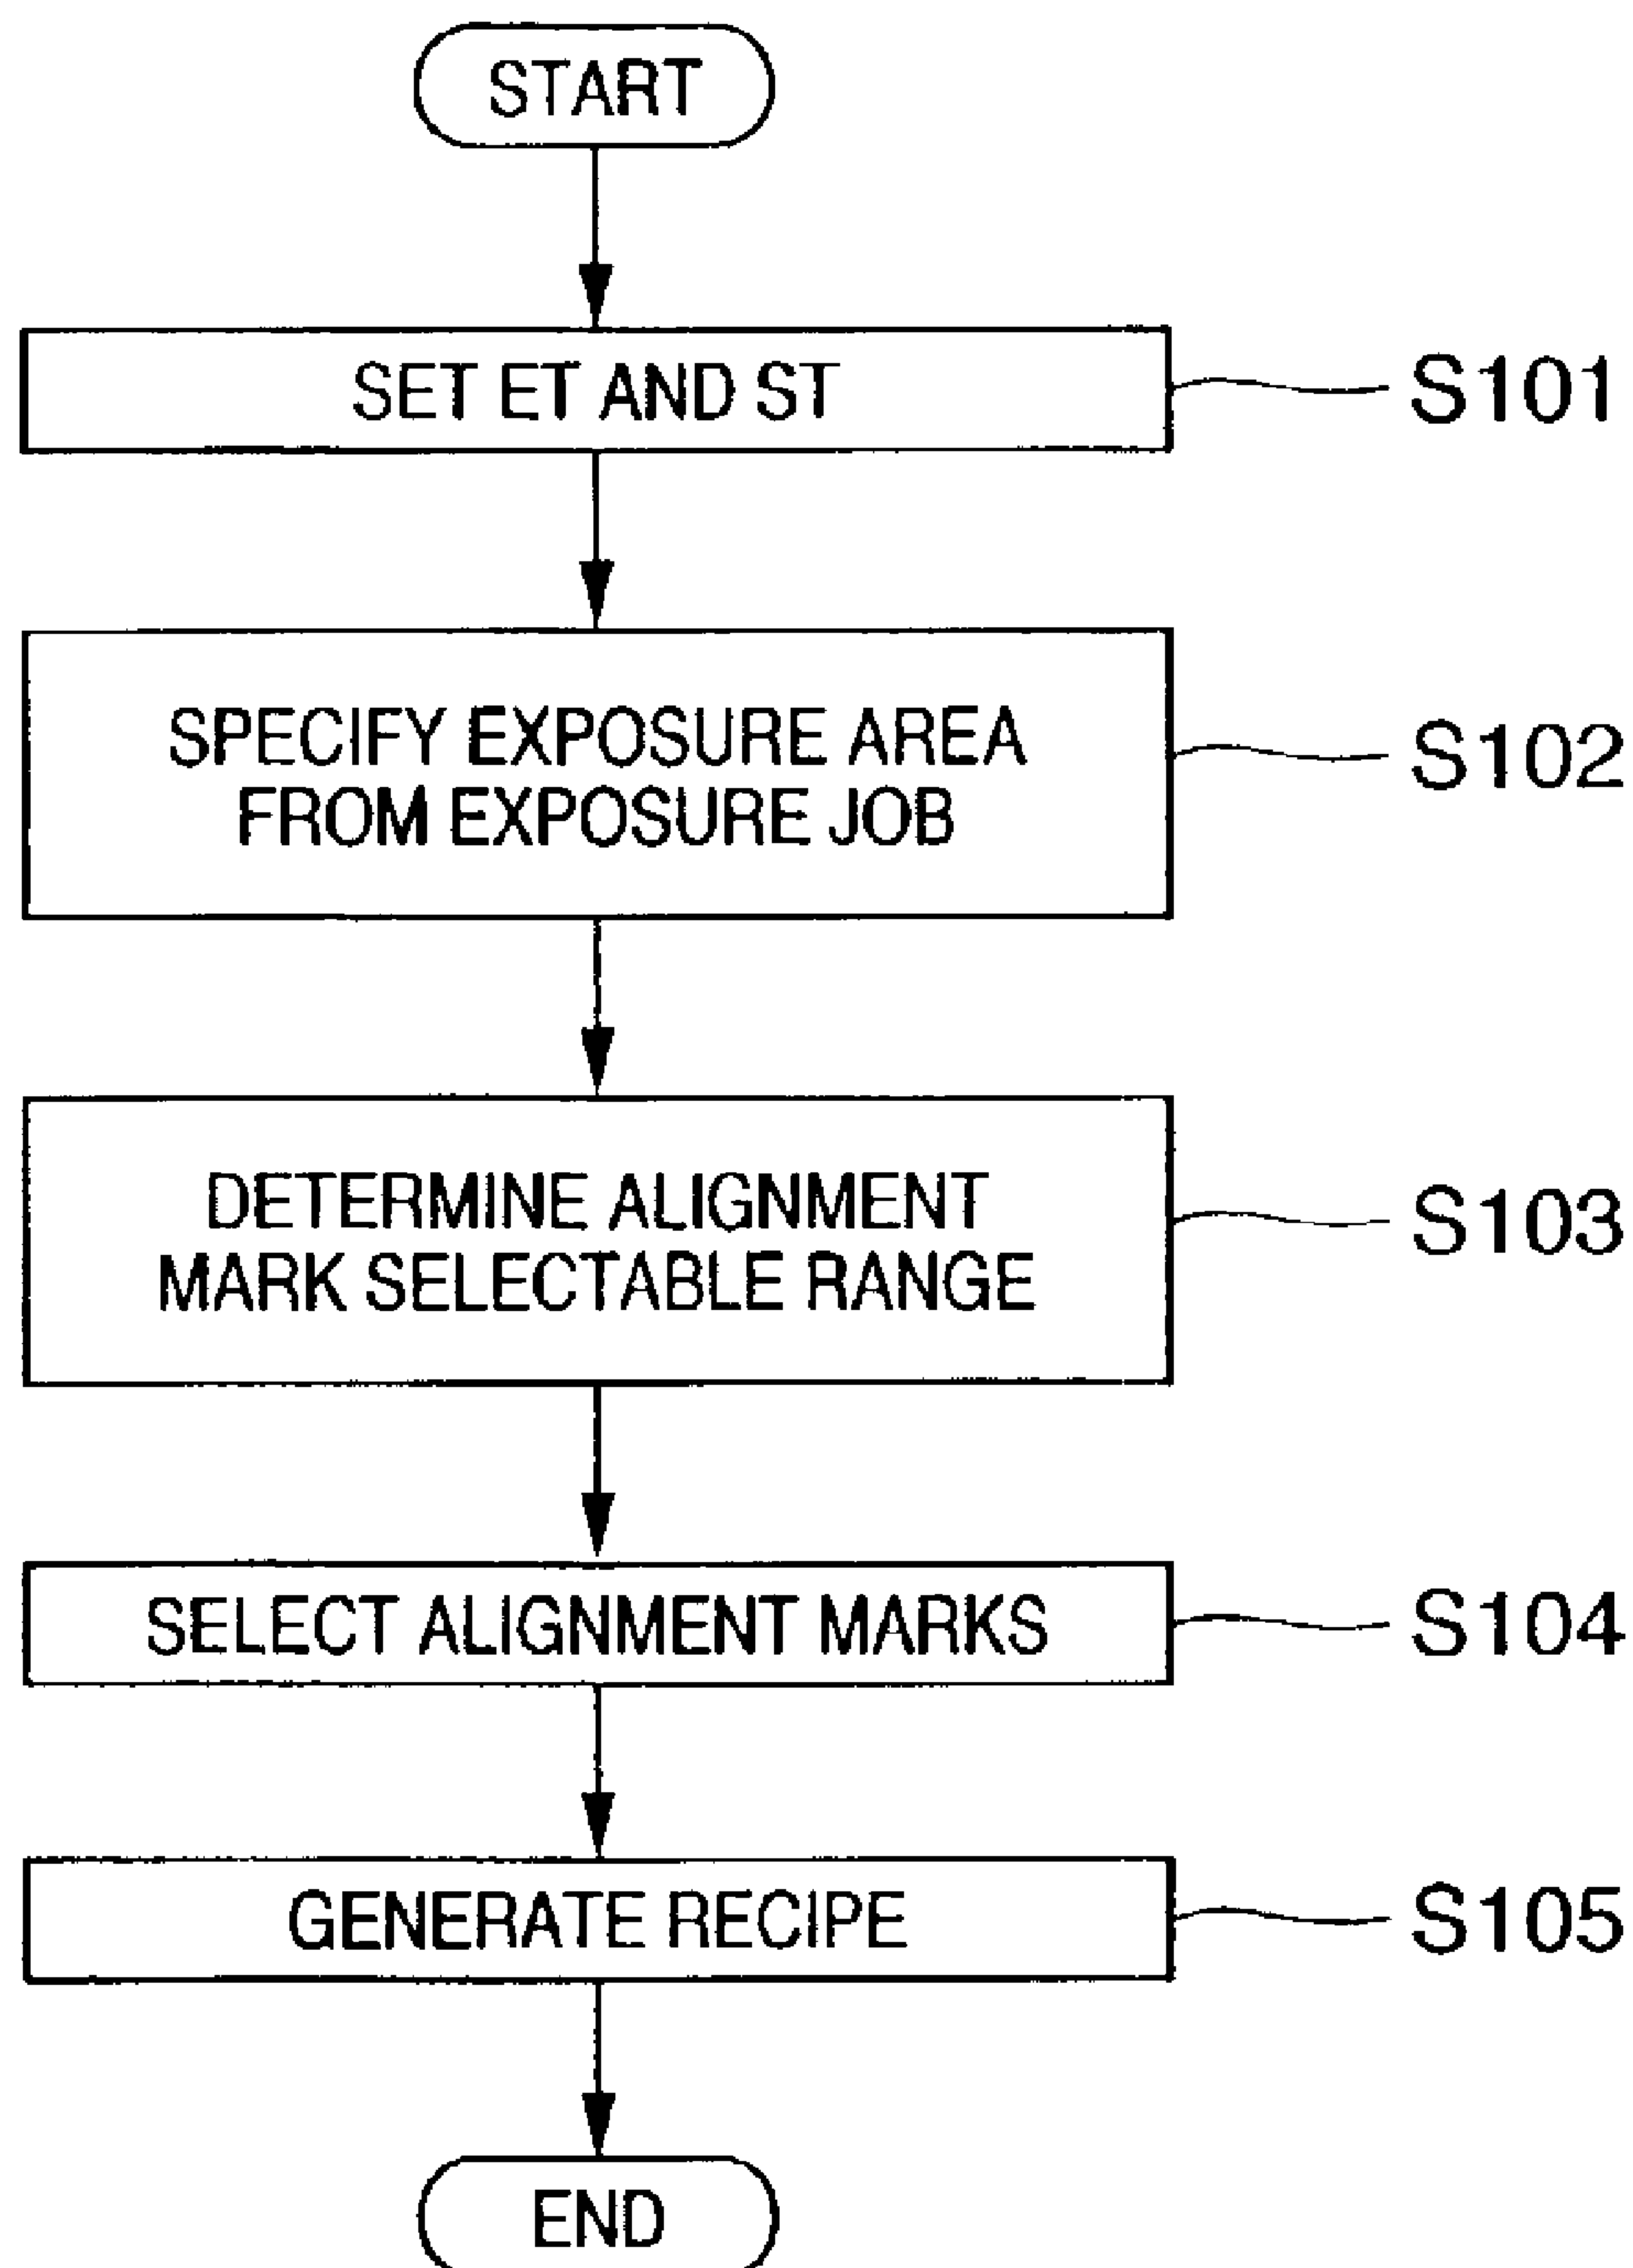 START
SET ET AND ST
S101
SPECIFY EXPOSURE AREA
FROM EXPOSURE JOB
S102
DETERMINE ALIGNMENT
MARK SELECTABLE RANGE
S103
SELECT ALIGNMENT MARKS
S104
GENERATE RECIPE
S105
END